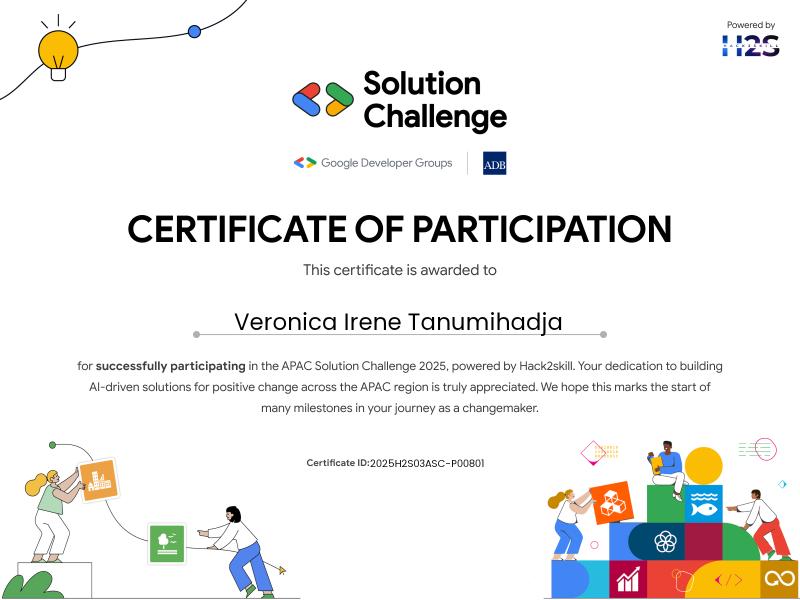 Powered by
H2S
HACK2SKILL
Solution
Challenge
Google Developer Groups
ADB
CERTIFICATE OF PARTICIPATION
This certificate is awarded to
Veronica Irene Tanumihadja
for successfully participating in the APAC Solution Challenge 2025, powered by Hack2skill. Your dedication to building
AI-driven solutions for positive change across the APAC region is truly appreciated. We hope this marks the start of
many milestones in your journey as a changemaker.
Certificate ID:2025H2S03ASC-P00801